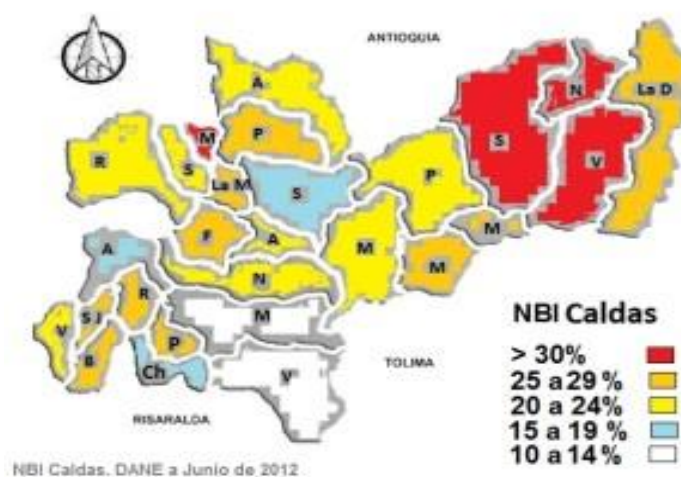 ANTIOQUIA
A
N
La D
M
P
S
V
R
S
La M
S
P
F
A
M
M
A
N
M
R
M
V
S J
P
B
Ch
V
TOLIMA
RISARALDA
NBI Caldas
> 30%
25 a 29 %
20 a 24%
15 a 19 %
10 a 14 %
NBI Caldas. DANE a Junio de 2012